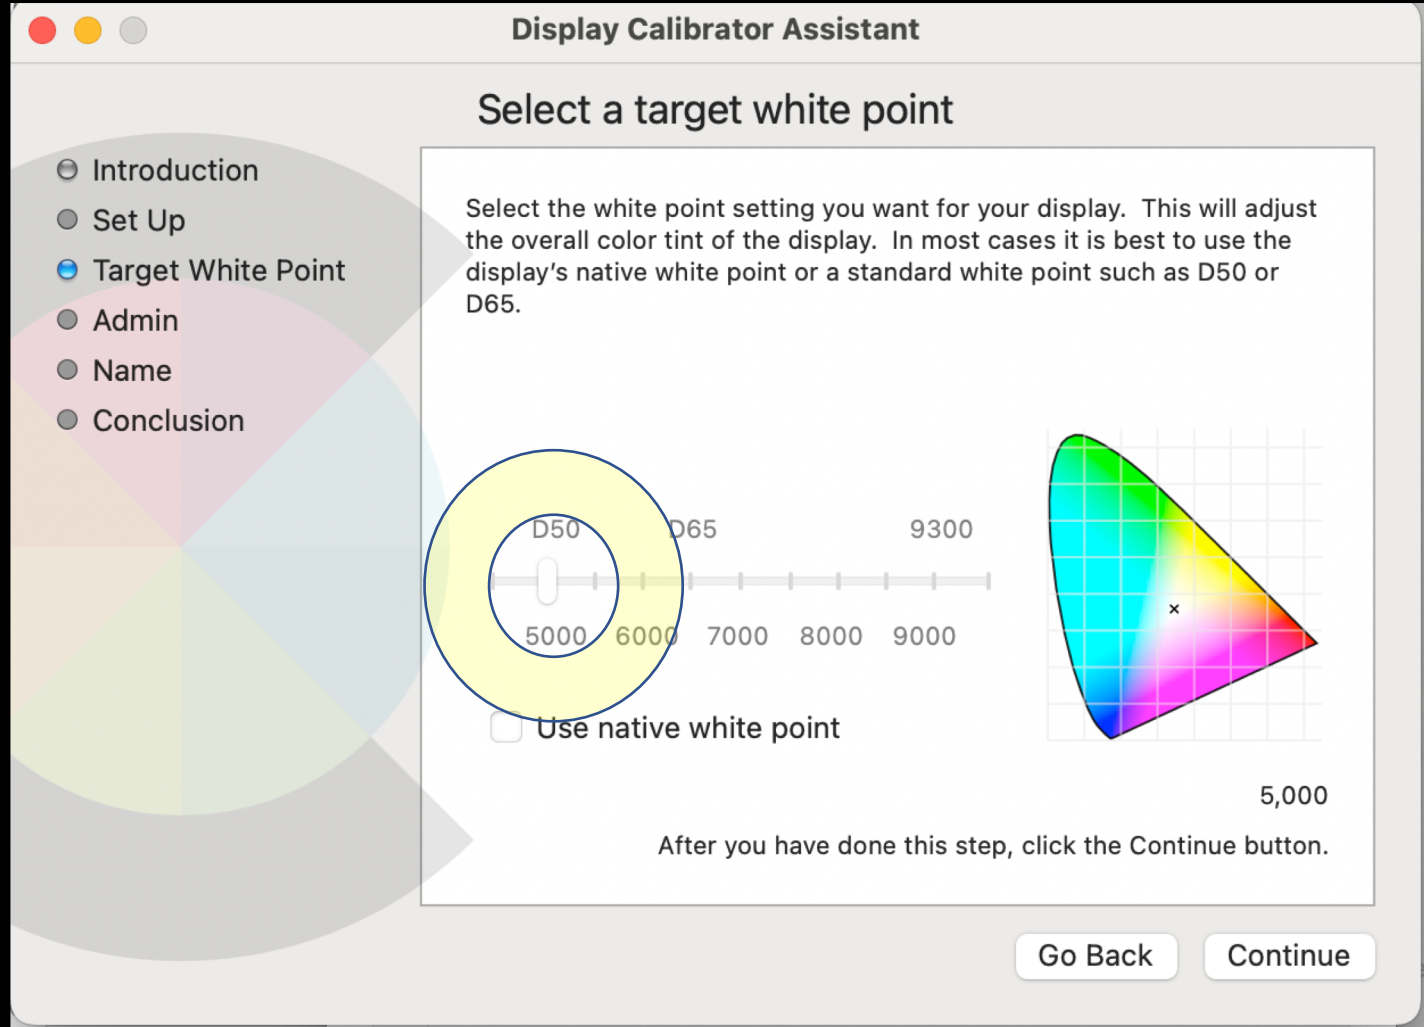 Display Calibrator Assistant
Select a target white point
Introduction
Set Up
Target White Point
Admin
Name
Conclusion
Select the white point setting you want for your display.  This will adjust
the overall color tint of the display.  In most cases it is best to use the
display's native white point or a standard white point such as D50 or
D65.
D50 D65 9300
5000 6000 7000 8000 9000
Use native white point
5,000
After you have done this step, click the Continue button.
Go Back Continue